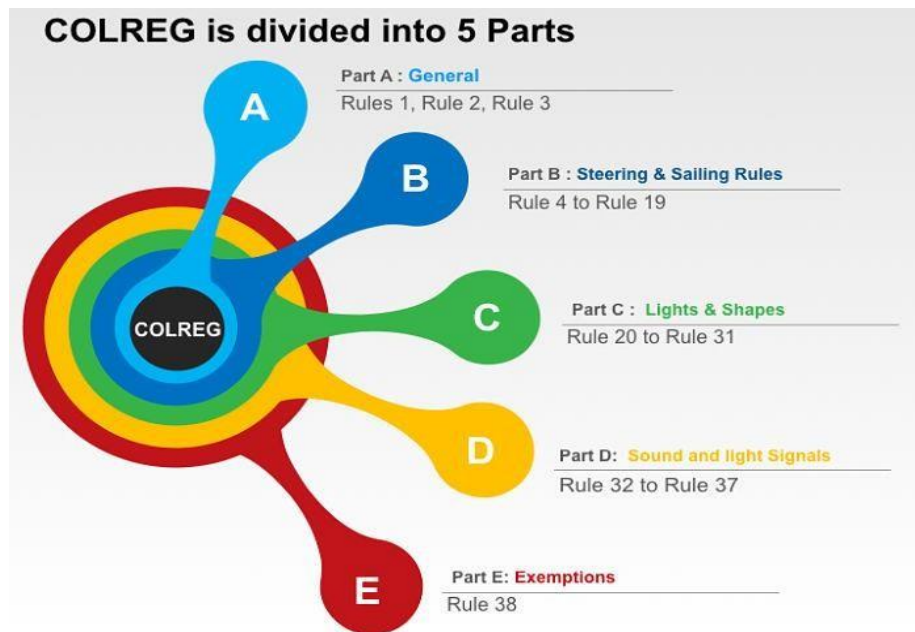 COLREG is divided into 5 Parts
A
Part A : General
Rules 1, Rule 2, Rule 3
B
Part B : Steering & Sailing Rules
Rule 4 to Rule 19
COLREG
C
Part C : Lights & Shapes
Rule 20 to Rule 31
D
Part D: Sound and light Signals
Rule 32 to Rule 37
E
Part E: Exemptions
Rule 38